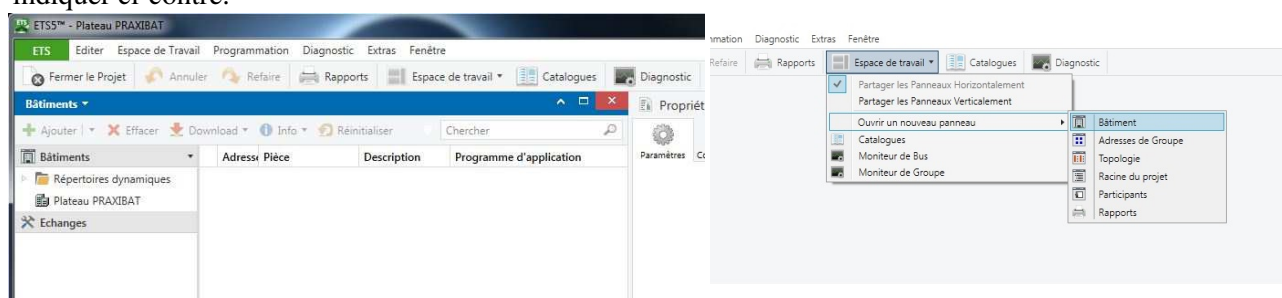 indiquer ci-contre.
ETS5™ - Plateau PRAXIBAT
ETS Editer Espace de Travail Programmation Diagnostic Extras Fenêtre
Fermer le Projet Annuler Refaire Rapports Espace de travail Catalogues Diagnostic
Bâtiments
Propriét
Ajouter Effacer Download Info Réinitialiser Chercher
Paramètres
Bâtiments Adresse Pièce Description Programme d'application
Répertoires dynamiques
Plateau PRAXIBAT
Echanges
mation Diagnostic Extras Fenêtre
Refaire Rapports Espace de travail Catalogues Diagnostic
Partager les Panneaux Horizontalement
Partager les Panneaux Verticalement
Ouvrir un nouveau panneau
Catalogues
Moniteur de Bus
Moniteur de Groupe
Bâtiment
Adresses de Groupe
Topologie
Racine du projet
Participants
Rapports